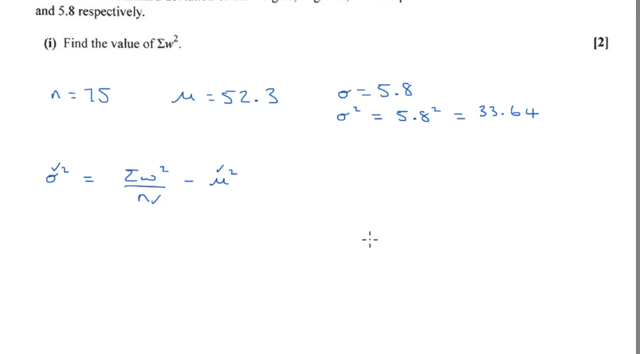 and 5.8 respectively.
(i) Find the value of Σw². [2]
n = 75 μ = 52.3 σ = 5.8
σ² = 5.8² = 33.64
σ² = Σw²/n - μ²